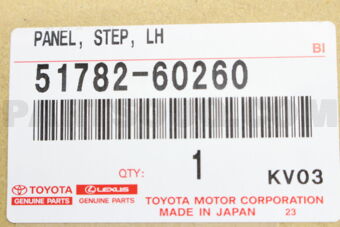 PANEL, STEP, LH
BI
51782-60260
QTY: 1
KV03
TOYOTA
GENUINE PARTS
LEXUS
GENUINE PARTS
TOYOTA MOTOR CORPORATION
MADE IN JAPAN 23